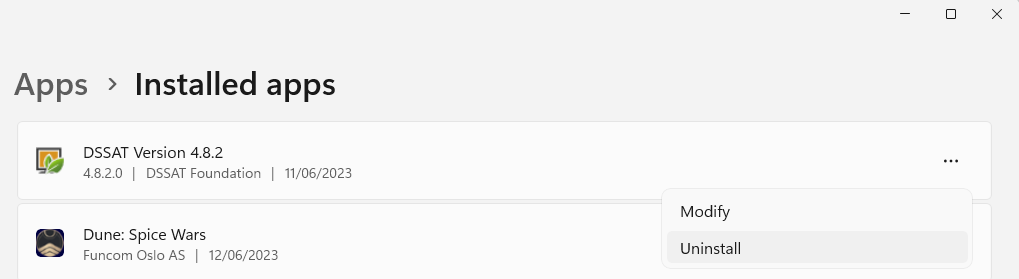 Apps > Installed apps
DSSAT Version 4.8.2
4.8.2.0 | DSSAT Foundation | 11/06/2023
Modify
Dune: Spice Wars
Uninstall
Funcom Oslo AS | 12/06/2023